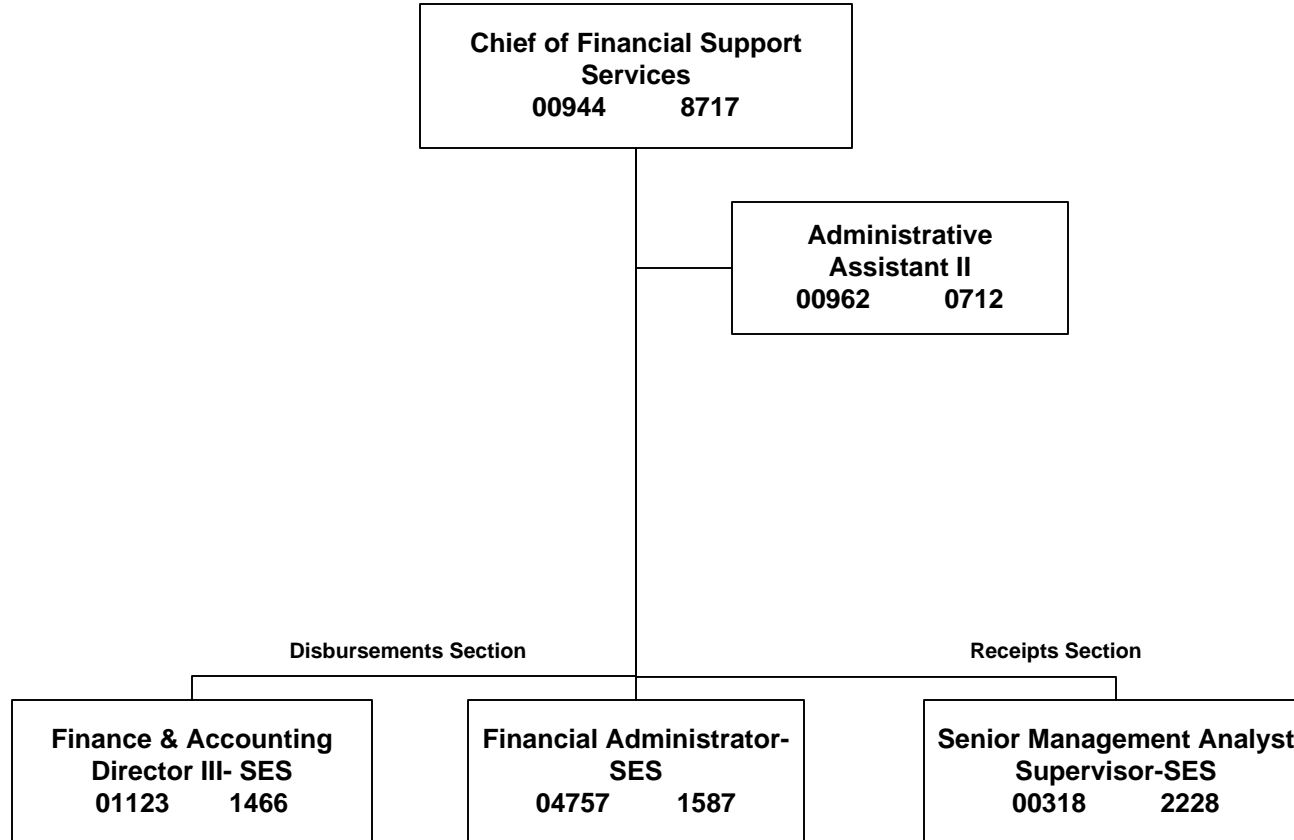 Chief of Financial Support
Services
00944 8717
Administrative
Assistant II
00962 0712
Disbursements Section
Receipts Section
Finance & Accounting
Director III- SES
01123 1466
Financial Administrator-
SES
04757 1587
Senior Management Analyst
Supervisor-SES
00318 2228